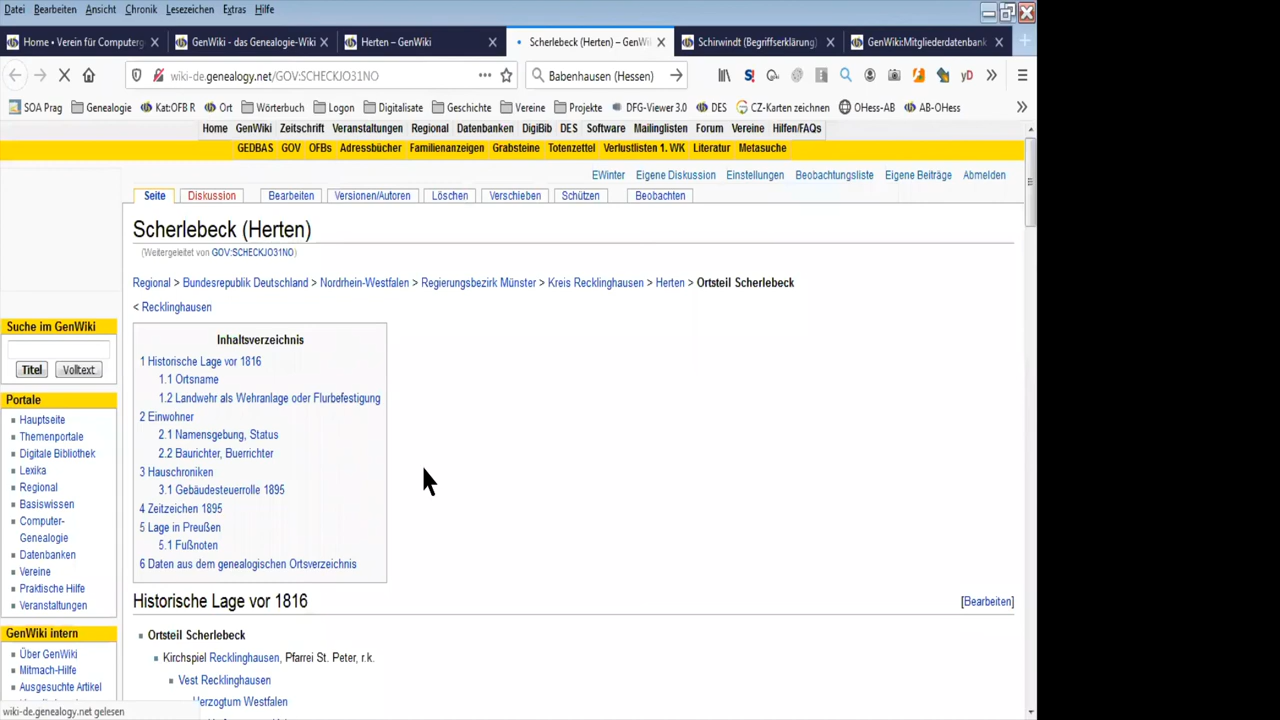 Datei Bearbeiten Ansicht Chronik Lesezeichen Extras Hilfe
Home • Verein für Computerg GenWiki - das Genealogie-Wiki Herten – GenWiki Scherlebeck (Herten) – GenWi Schirwindt (Begriffserklärung) GenWiki:Mitgliederdatenbank
wiki-de.genealogy.net/GOV:SCHECKJO31NO Babenhausen (Hessen)
SOA Prag Genealogie Kat:OFB R Ort Wörterbuch Logon Digitalisate Geschichte Vereine Projekte DFG-Viewer 3.0 DES CZ-Karten zeichnen OHess-AB AB-OHess
Home GenWiki Zeitschrift Veranstaltungen Regional Datenbanken DigiBib DES Software Mailinglisten Forum Vereine Hilfen/FAQs
GEDBAS GOV OFBs Adressbücher Familienanzeigen Grabsteine Totenzettel Verlustlisten 1. WK Literatur Metasuche
EWinter Eigene Diskussion Einstellungen Beobachtungsliste Eigene Beiträge Abmelden
Seite Diskussion Bearbeiten Versionen/Autoren Löschen Verschieben Schützen Beobachten
Scherlebeck (Herten)
(Weitergeleitet von GOV:SCHECKJO31NO)
Regional > Bundesrepublik Deutschland > Nordrhein-Westfalen > Regierungsbezirk Münster > Kreis Recklinghausen > Herten > Ortsteil Scherlebeck
< Recklinghausen
Inhaltsverzeichnis
1 Historische Lage vor 1816
1.1 Ortsname
1.2 Landwehr als Wehranlage oder Flurbefestigung
2 Einwohner
2.1 Namensgebung, Status
2.2 Baurichter, Buerrichter
3 Hauschroniken
3.1 Gebäudesteuerrolle 1895
4 Zeitzeichen 1895
5 Lage in Preußen
5.1 Fußnoten
6 Daten aus dem genealogischen Ortsverzeichnis
Historische Lage vor 1816 [Bearbeiten]
Ortsteil Scherlebeck
Kirchspiel Recklinghausen, Pfarrei St. Peter, r.k.
Vest Recklinghausen
Herzogtum Westfalen
Suche im GenWiki
Titel Volltext
Portale
Hauptseite
Themenportale
Digitale Bibliothek
Lexika
Regional
Basiswissen
Computer-
Genealogie
Datenbanken
Vereine
Praktische Hilfe
Veranstaltungen
GenWiki intern
Über GenWiki
Mitmach-Hilfe
Ausgesuchte Artikel
wiki-de.genealogy.net gelesen